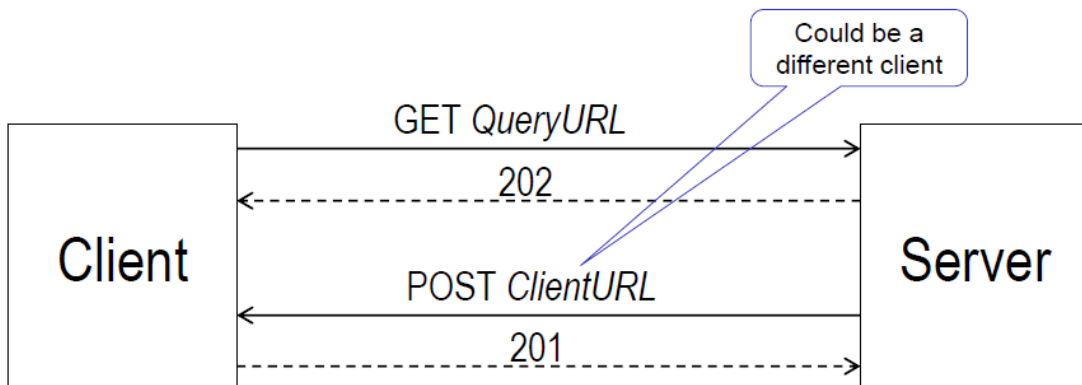 Could be a
different client
GET QueryURL
202
Client
Server
POST ClientURL
201